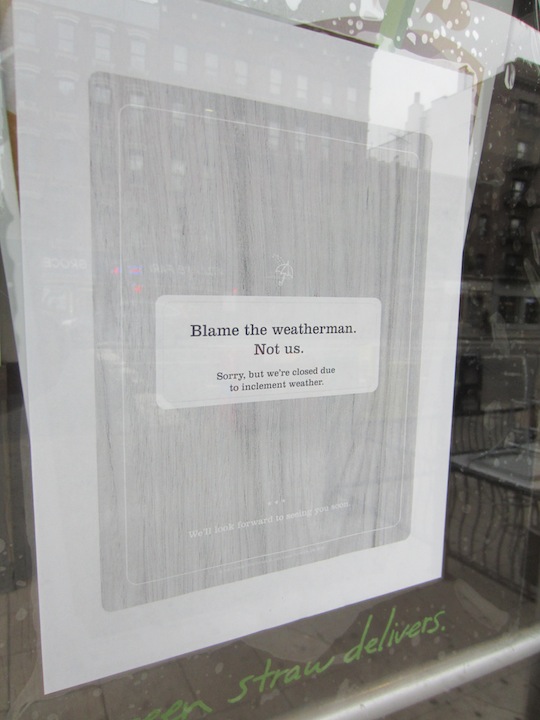 Blame the weatherman.
Not us.
Sorry, but we're closed due
to inclement weather.
We'll look forward to seeing you soon.
straw delivers.